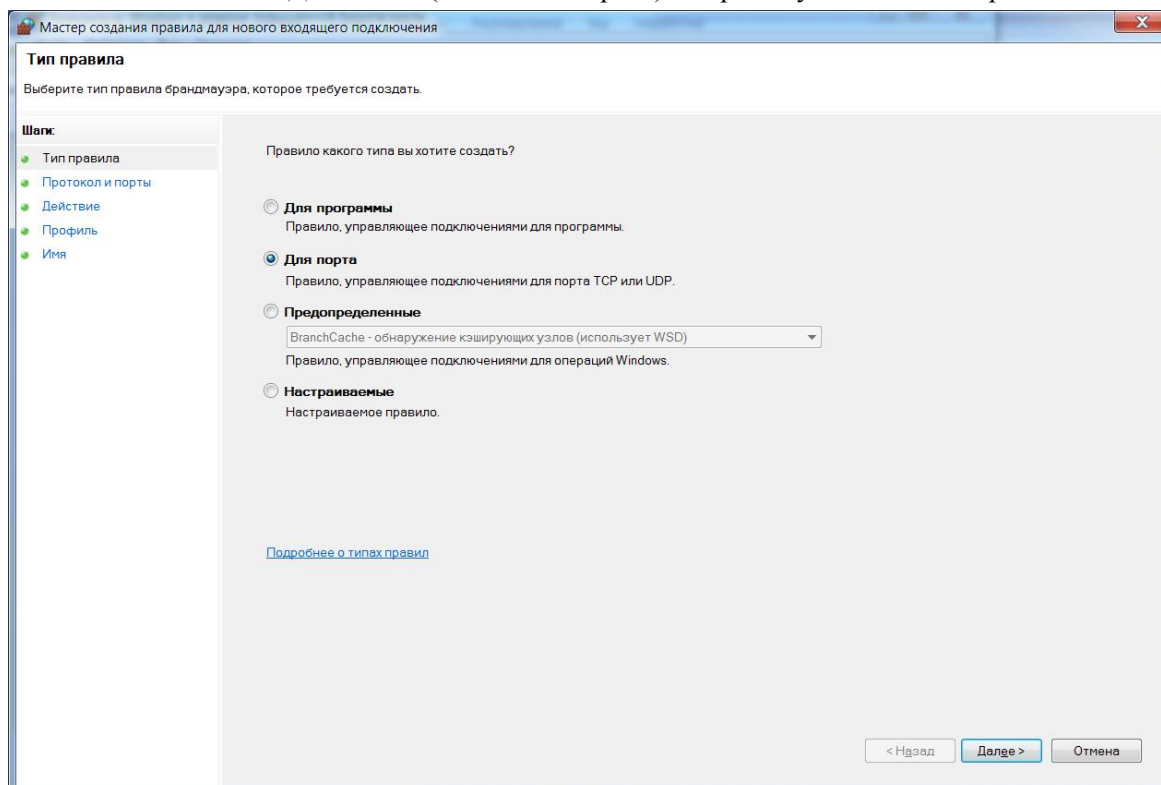 Мастер создания правила для нового входящего подключения
Тип правила
Выберите тип правила брандмауэра, которое требуется создать.
Шаги:
Тип правила
Протокол и порты
Действие
Профиль
Имя
Правило какого типа вы хотите создать?
Для программы
Правило, управляющее подключениями для программы.
Для порта
Правило, управляющее подключениями для порта TCP или UDP.
Предопределенные
BranchCache - обнаружение кэширующих узлов (использует WSD)
Правило, управляющее подключениями для операций Windows.
Настраиваемые
Настраиваемое правило.
Подробнее о типах правил
< Назад Далее > Отмена